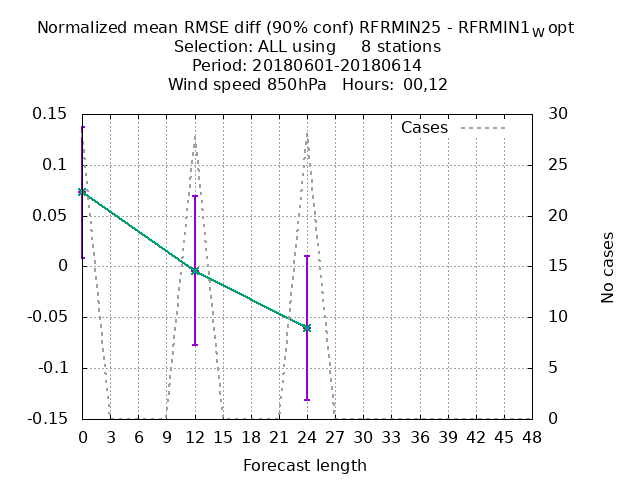 Normalized mean RMSE diff (90% conf) RFRMIN25 - RFRMIN1W opt
Selection: ALL using 8 stations
Period: 20180601-20180614
Wind speed 850hPa Hours: 00,12
Cases
0.15
0.1
0.05
0
-0.05
-0.1
-0.15
30
25
20
15
10
5
0
No cases
0 3 6 9 12 15 18 21 24 27 30 33 36 39 42 45 48
Forecast length